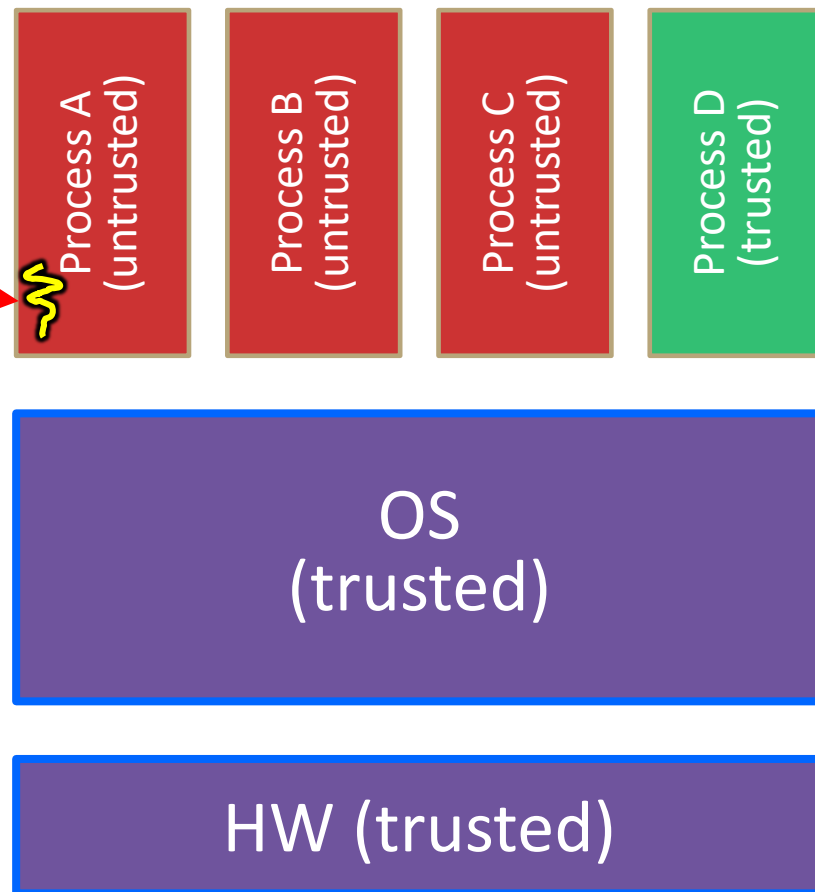 Process A
(untrusted)
Process B
(untrusted)
Process C
(untrusted)
Process D
(trusted)
OS
(trusted)
HW (trusted)